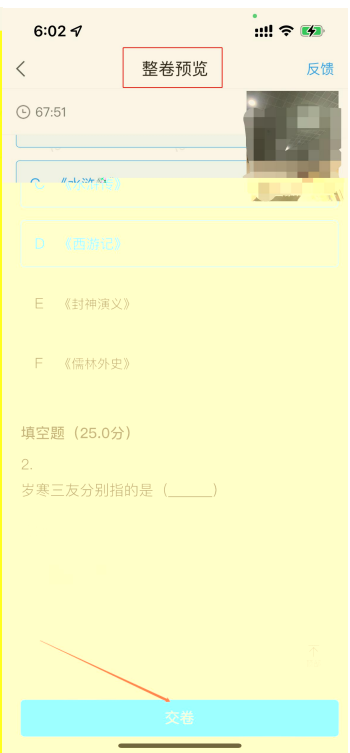 6:02
整卷预览
反馈
67:51
C 《水浒传》
D 《西游记》
E 《封神演义》
F 《儒林外史》
填空题（25.0分）
2.
岁寒三友分别指的是（______）
交卷